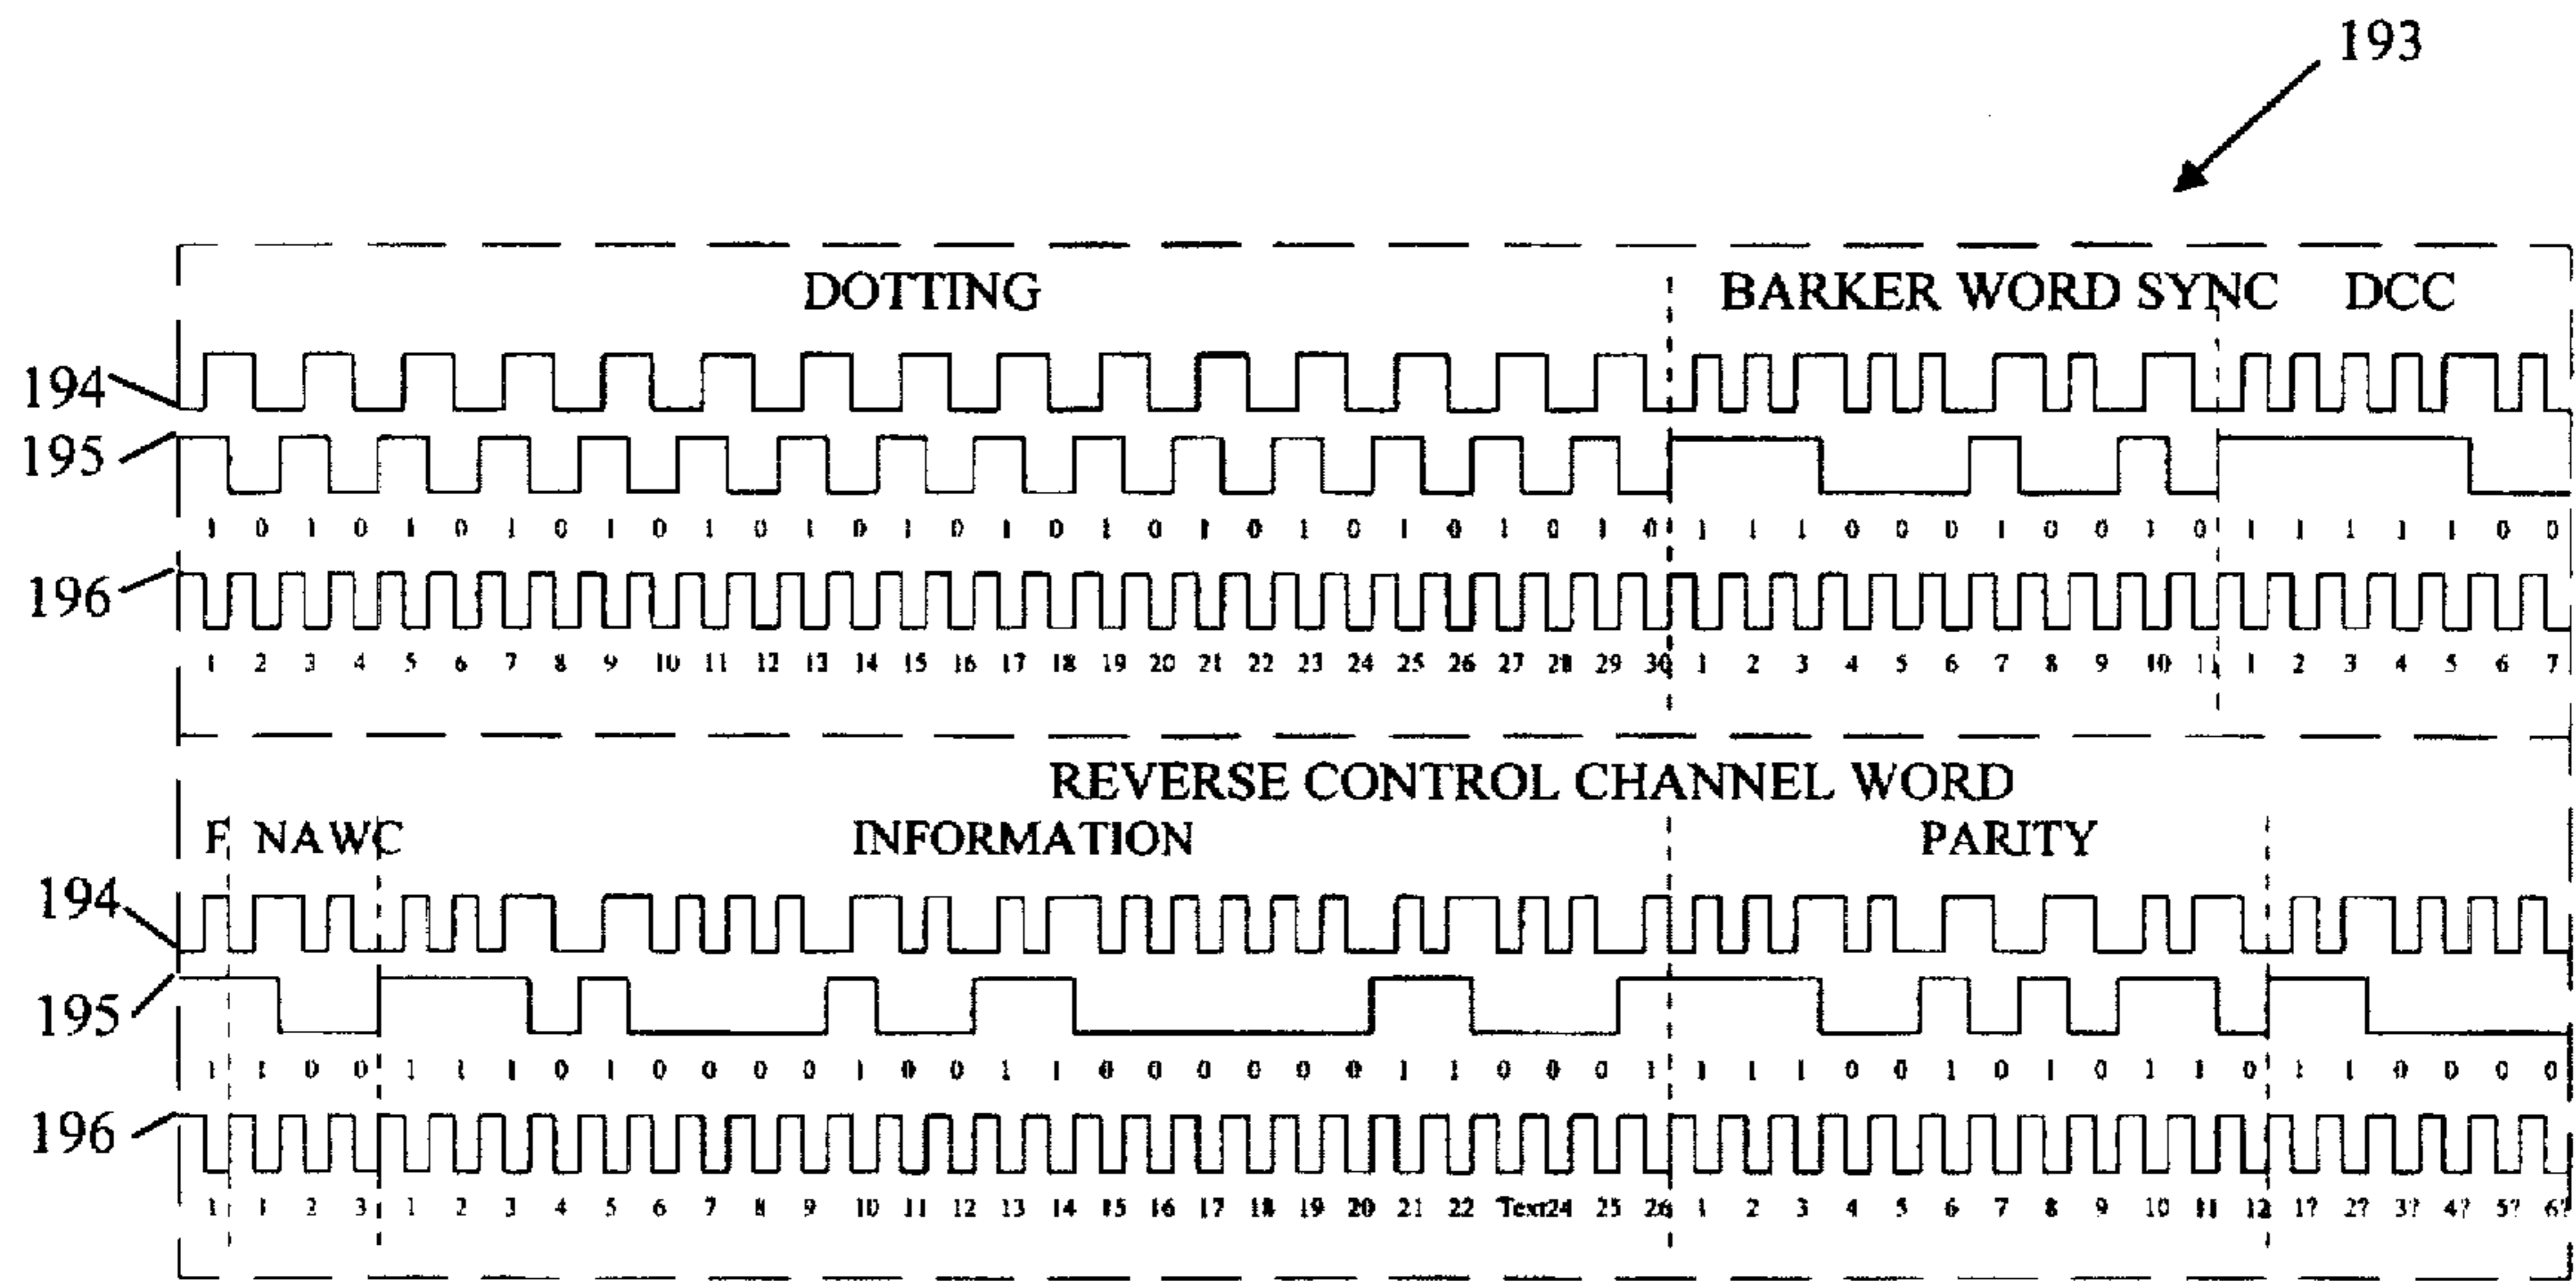 193
DOTTING BARKER WORD SYNC DCC
194
195
1 0 1 0 1 0 1 0 1 0 1 0 1 0 1 0 1 0 1 0 1 0 1 0 1 0 1 0 1 0 1 1 1 0 0 0 1 0 0 1 0 1 1 1 1 1 0 0
196
1 2 3 4 5 6 7 8 9 10 11 12 13 14 15 16 17 18 19 20 21 22 23 24 25 26 27 28 29 30 1 2 3 4 5 6 7 8 9 10 11 1 2 3 4 5 6 7
REVERSE CONTROL CHANNEL WORD
F NAWC INFORMATION PARITY
194
195
1 1 0 0 1 1 1 0 1 0 0 0 0 1 0 0 1 1 0 0 0 0 0 0 1 1 0 0 0 1 1 1 1 0 0 1 0 1 0 1 1 0 1 1 0 0 0 0
196
1 1 2 3 1 2 3 4 5 6 7 8 9 10 11 12 13 14 15 16 17 18 19 20 21 22 Text24 25 26 1 2 3 4 5 6 7 8 9 10 11 12 1? 2? 3? 4? 5? 6?